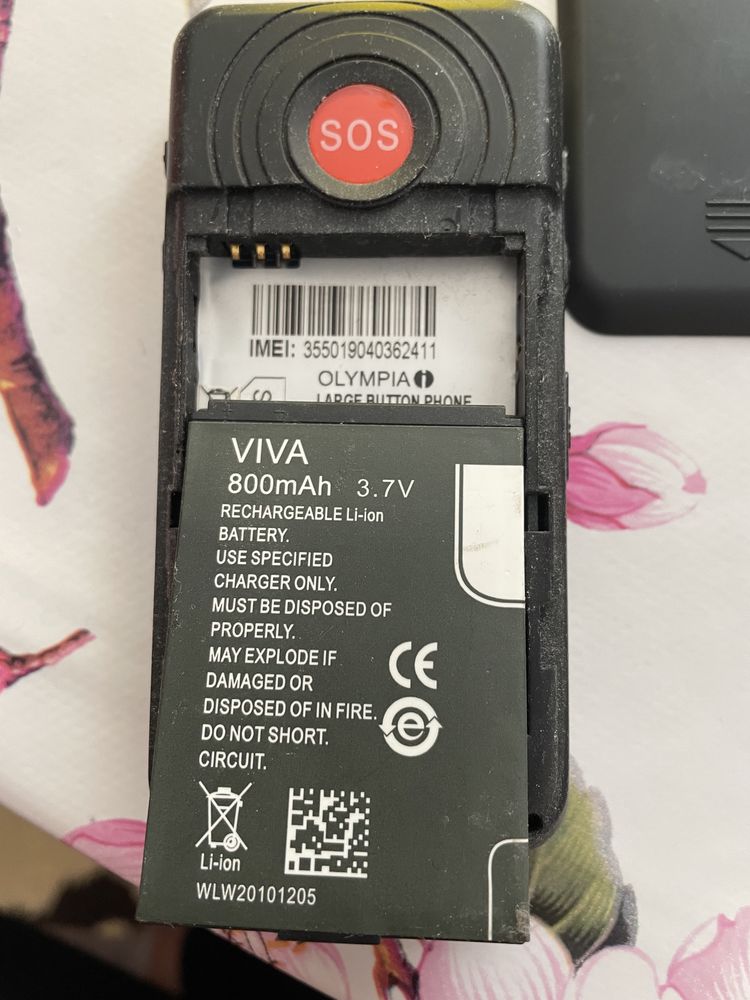 SOS
IMEI: 355019040362411
OLYMPIA
LARGE BUTTON PHONE
VIVA
800mAh 3.7V
RECHARGEABLE Li-ion
BATTERY.
USE SPECIFIED
CHARGER ONLY.
MUST BE DISPOSED OF
PROPERLY.
MAY EXPLODE IF
DAMAGED OR
DISPOSED OF IN FIRE.
DO NOT SHORT.
CIRCUIT.
CE
e
Li-ion
WLW20101205